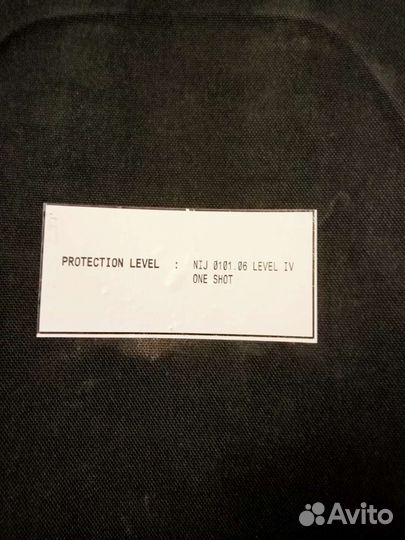 PROTECTION LEVEL : NIJ 0101.06 LEVEL IV
ONE SHOT
Avito